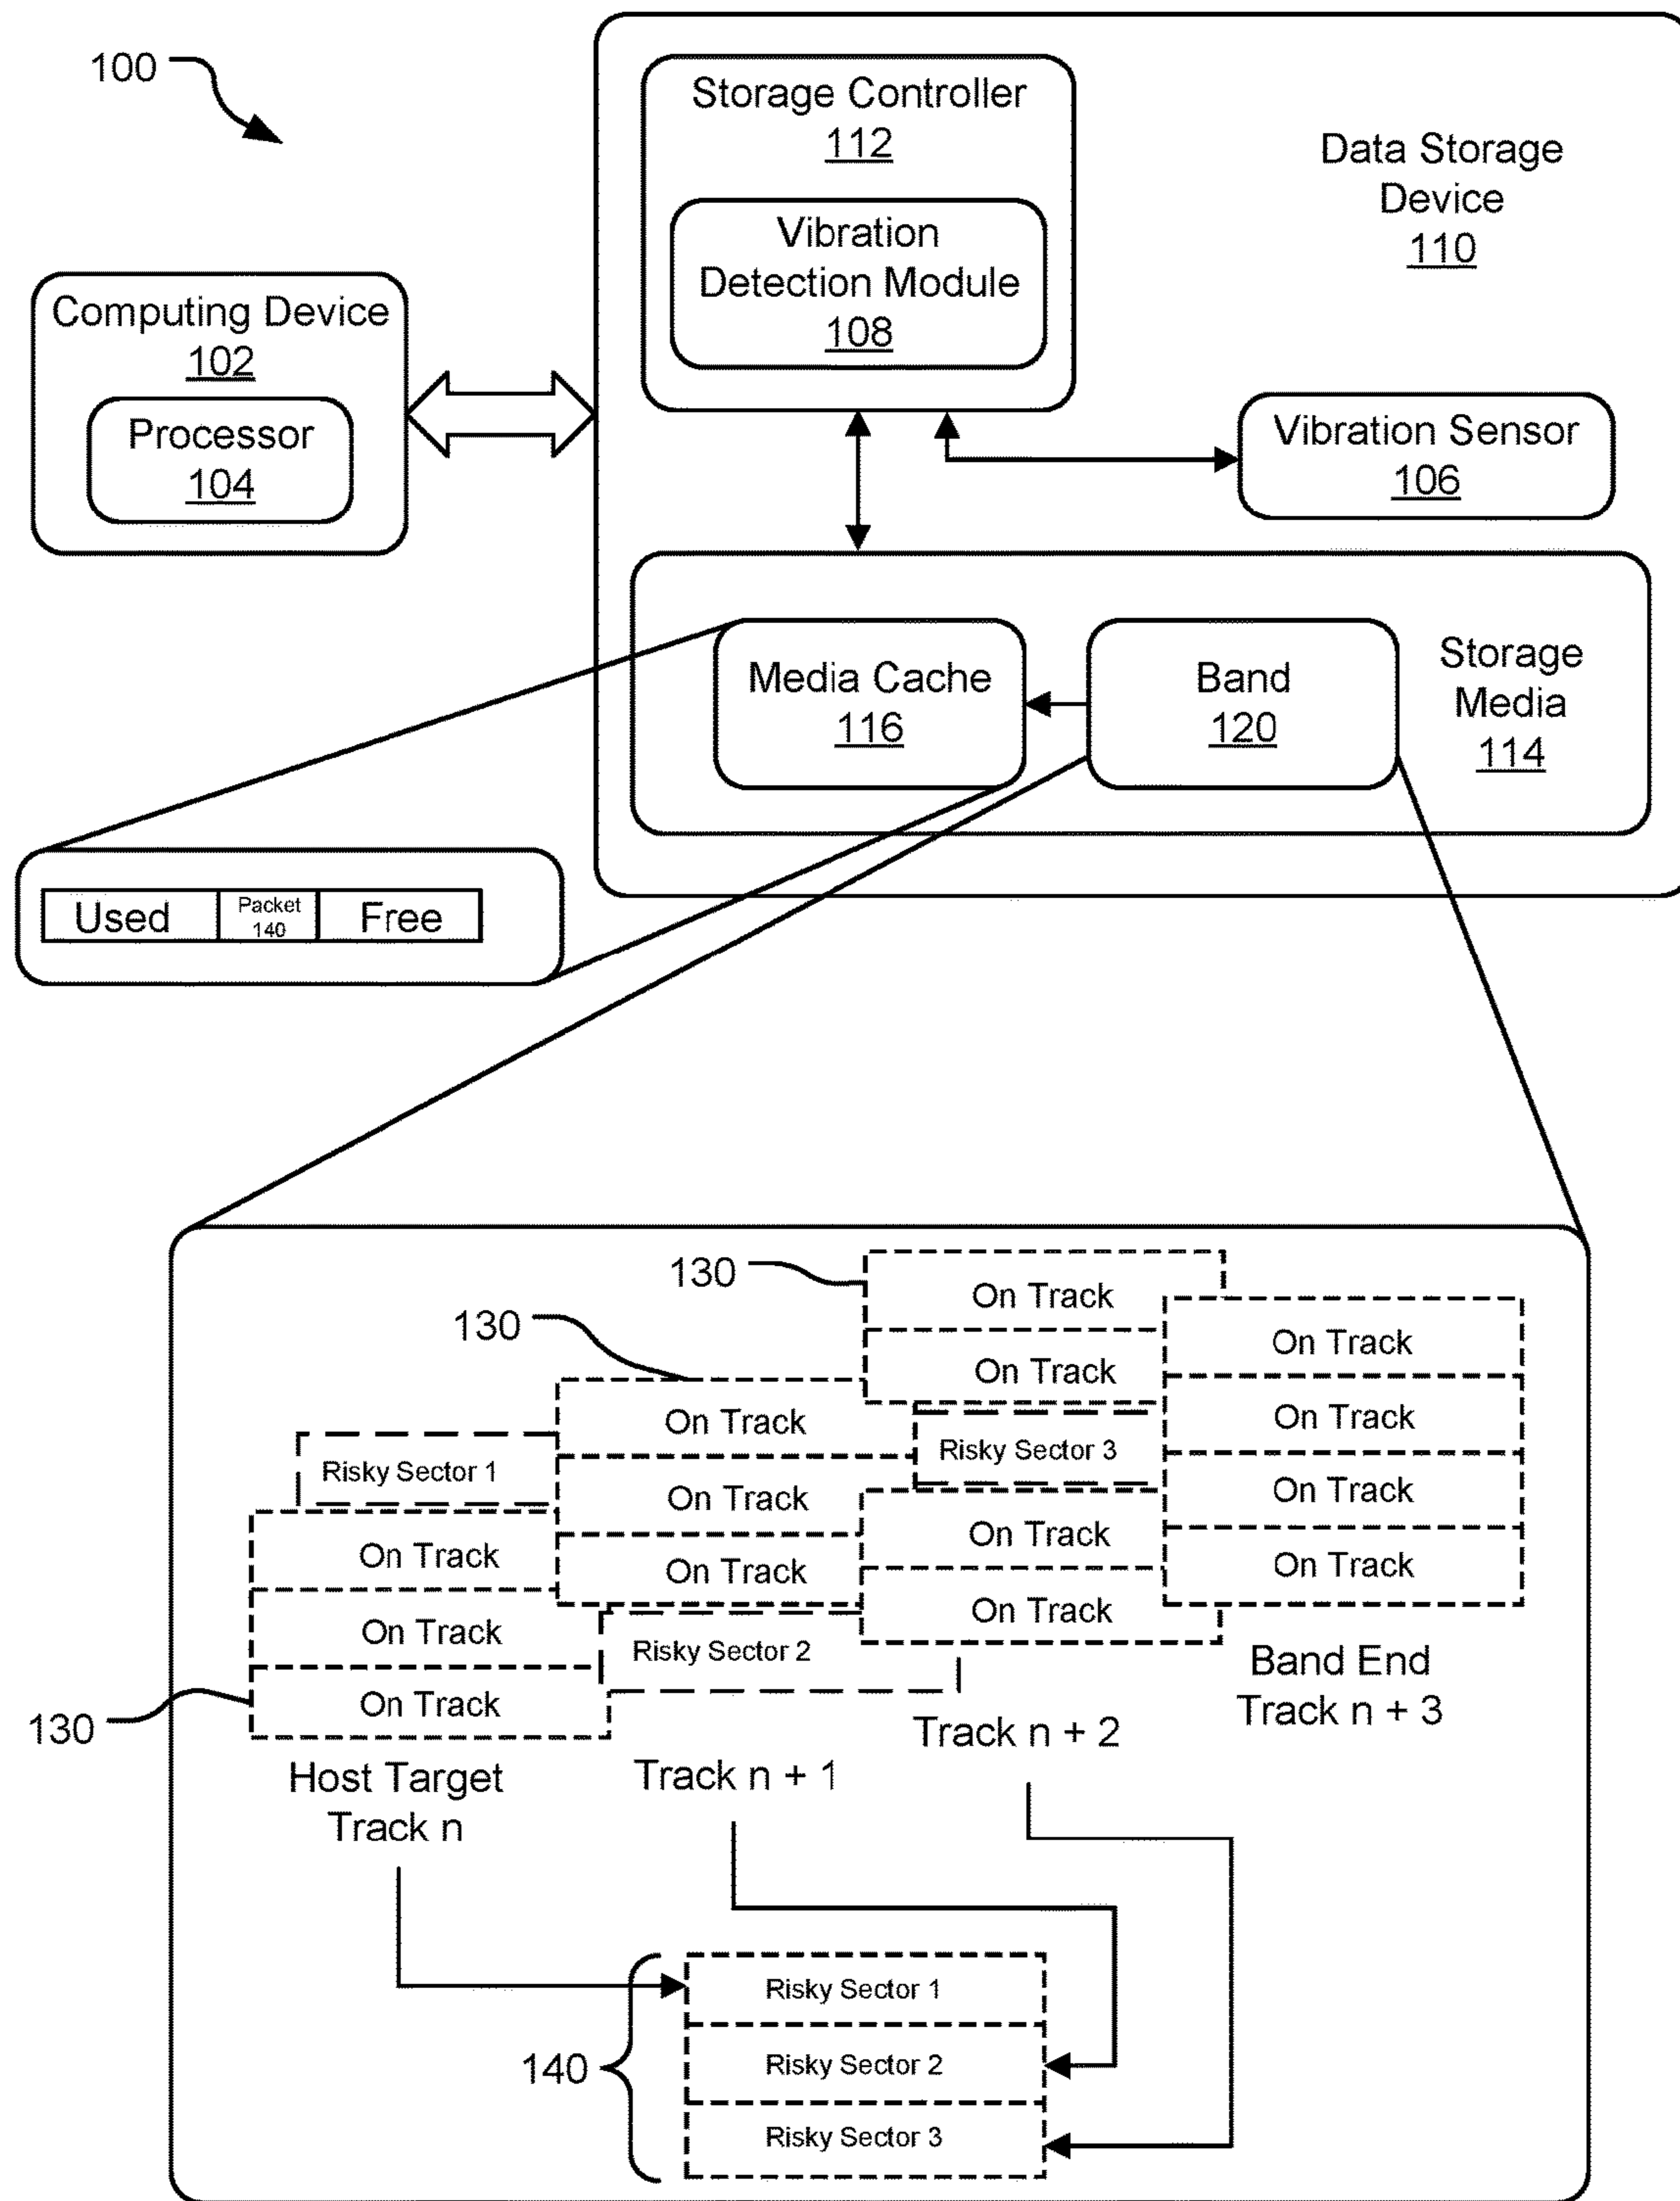 100
Storage Controller
112
Vibration
Detection Module
108
Data Storage
Device
110
Computing Device
102
Processor
104
Vibration Sensor
106
Media Cache
116
Band
120
Storage
Media
114
Used
Packet
140
Free
130
On Track
On Track
Risky Sector 3
On Track
On Track
130
On Track
On Track
On Track
Risky Sector 2
Risky Sector 1
On Track
On Track
On Track
130
On Track
On Track
On Track
On Track
Host Target
Track n
Track n + 1
Track n + 2
Band End
Track n + 3
140
Risky Sector 1
Risky Sector 2
Risky Sector 3